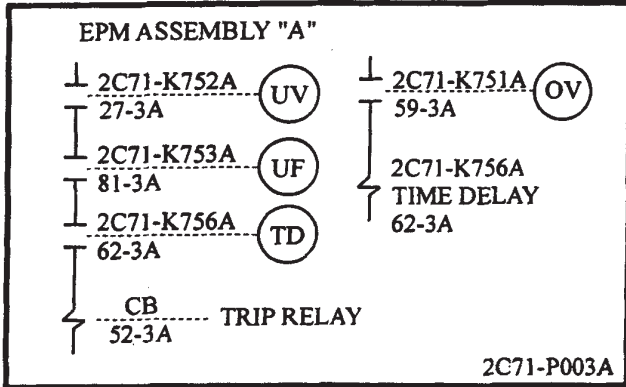 EPM ASSEMBLY "A"
2C71-K752A
27-3A
UV
2C71-K753A
81-3A
UF
2C71-K756A
62-3A
TD
CB
52-3A
TRIP RELAY
2C71-K751A
59-3A
OV
2C71-K756A
TIME DELAY
62-3A
2C71-P003A